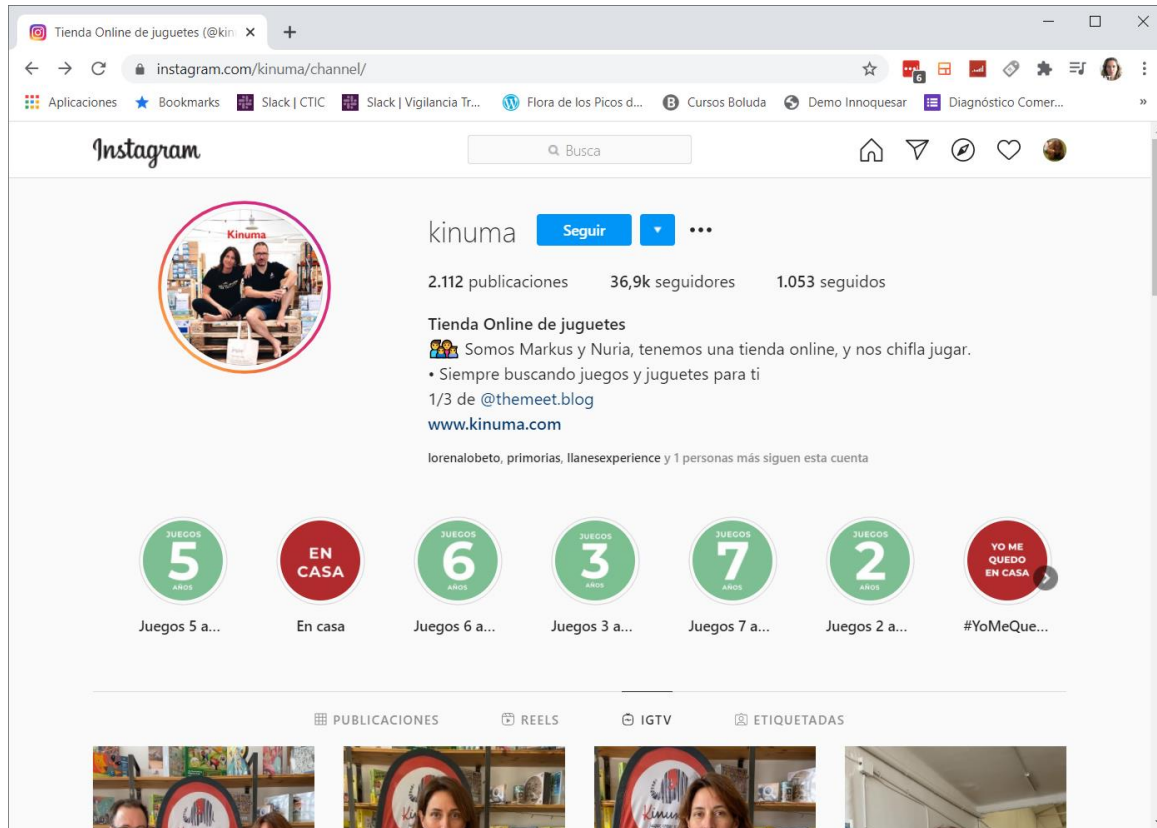 Tienda Online de juguetes (@kin
instagram.com/kinuma/channel/
6
Aplicaciones Bookmarks Slack | CTIC Slack | Vigilancia Tr... Flora de los Picos d... Cursos Boluda Demo Innoquesar Diagnóstico Comer... »
Instagram Busca
Kinuma
kinuma Seguir
2.112 publicaciones 36,9k seguidores 1.053 seguidos
Tienda Online de juguetes
Somos Markus y Nuria, tenemos una tienda online, y nos chifla jugar.
• Siempre buscando juegos y juguetes para ti
1/3 de @themeet.blog
www.kinuma.com
lorenalobeto, primorias, llanesexperience y 1 personas más siguen esta cuenta
JUEGOS 5 AÑOS
EN CASA
JUEGOS 6 AÑOS
JUEGOS 3 AÑOS
JUEGOS 7 AÑOS
JUEGOS 2 AÑOS
YO ME QUEDO EN CASA
Juegos 5 a... En casa Juegos 6 a... Juegos 3 a... Juegos 7 a... Juegos 2 a... #YoMeQue...
PUBLICACIONES REELS IGTV ETIQUETADAS